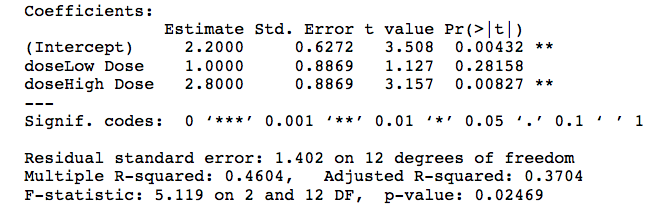 Coefficients:
Estimate Std. Error t value Pr(>|t|)
(Intercept) 2.2000 0.6272 3.508 0.00432 **
doseLow Dose 1.0000 0.8869 1.127 0.28158
doseHigh Dose 2.8000 0.8869 3.157 0.00827 **
---
Signif. codes: 0 ‘***’ 0.001 ‘**’ 0.01 ‘*’ 0.05 ‘.’ 0.1 ‘ ’ 1
Residual standard error: 1.402 on 12 degrees of freedom
Multiple R-squared: 0.4604, Adjusted R-squared: 0.3704
F-statistic: 5.119 on 2 and 12 DF, p-value: 0.02469